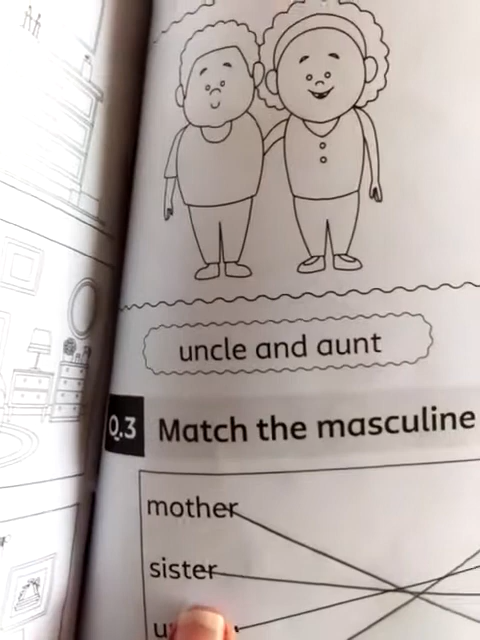 uncle and aunt
Q.3 Match the masculine
mother
sister